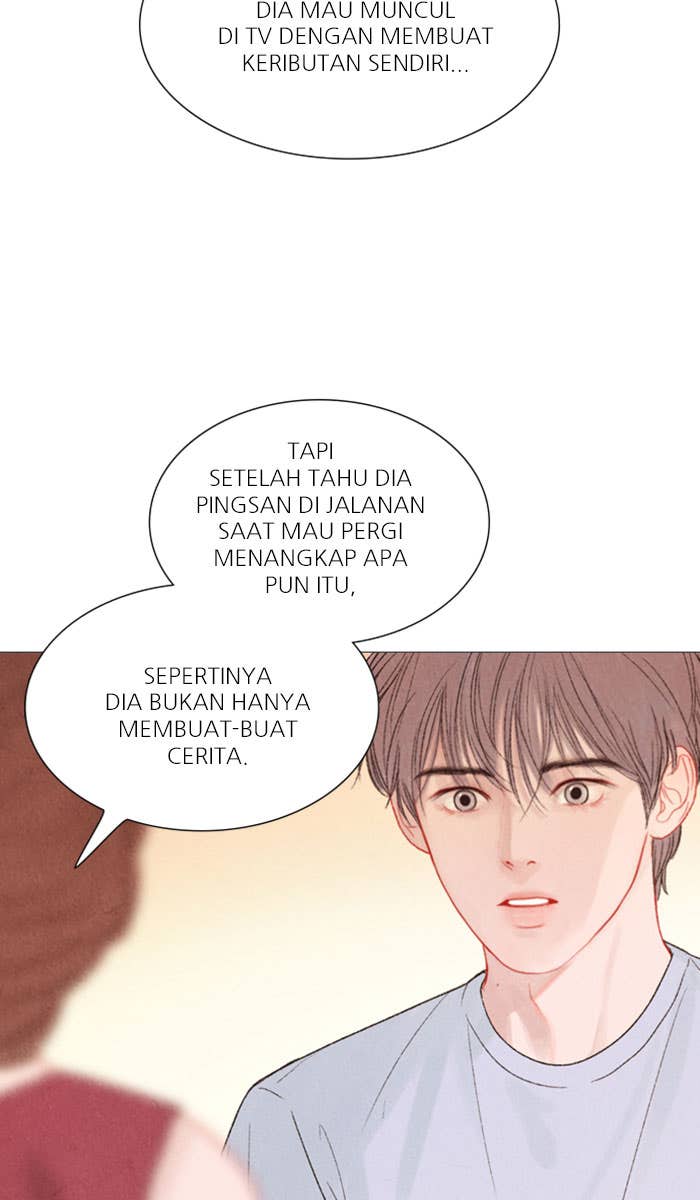 DIA MAU MUNCUL
DI TV DENGAN MEMBUAT
KERIBUTAN SENDIRI...
TAPI
SETELAH TAHU DIA
PINGSAN DI JALANAN
SAAT MAU PERGI
MENANGKAP APA
PUN ITU,
SEPERTINYA
DIA BUKAN HANYA
MEMBUAT-BUAT
CERITA.